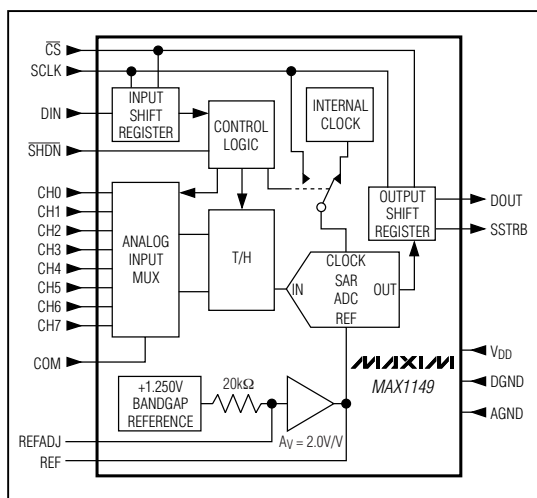 CS
SCLK
DIN
SHDN
CH0
CH1
CH2
CH3
CH4
CH5
CH6
CH7
COM
REFADJ
REF
INPUT
SHIFT
REGISTER
CONTROL
LOGIC
INTERNAL
CLOCK
ANALOG
INPUT
MUX
T/H
CLOCK
IN
SAR
OUT
ADC
REF
OUTPUT
SHIFT
REGISTER
DOUT
SSTRB
+1.250V
BANDGAP
REFERENCE
20kΩ
AV = 2.0V/V
MAXIM
MAX1149
VDD
DGND
AGND